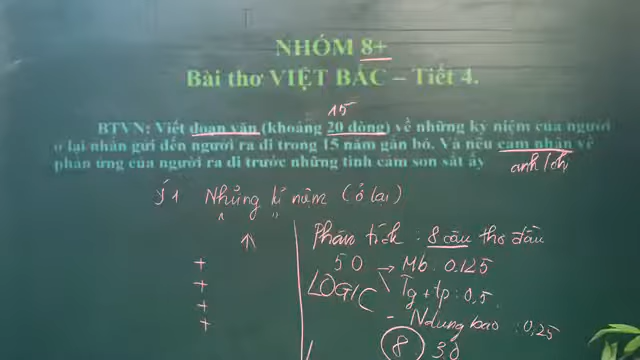 NHÓM 8+
Bài thơ VIỆT BẮC – Tiết 4.
15
BTVN: Viết đoạn văn (khoảng 20 dòng) về những kỷ niệm của người
ở lại nhắn gửi đến người ra đi trong 15 năm gắn bó. Và nêu cảm nhận về
phản ứng của người ra đi trước những tình cảm son sắt ấy
anh/chị
ý 1 Những kỉ niệm (ở lại)
+
+
+
+
Phân tích : 8 câu thơ đầu
50 → Mb : 0.125
LOGIC Tg + tp : 0,5
- Ndung bao : 0,25
8 3đ